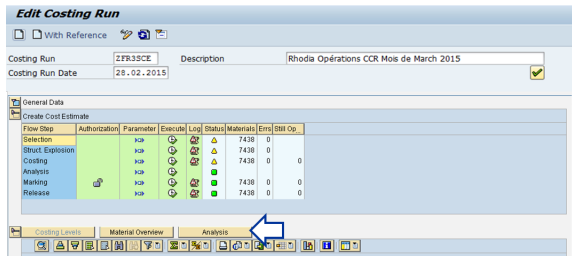 Edit Costing Run
With Reference
Costing Run ZFR3SCE Description Rhodia Opérations CCR Mois de March 2015
Costing Run Date 28.02.2015
General Data
Create Cost Estimate
Flow Step Authorization Parameter Execute Log Status Materials Errs Still Op_
Selection 7438 0
Struct. Explosion 7438 0
Costing 7438 0 0
Analysis
Marking 7438 0 0
Release 7438 0 0
Costing Levels Material Overview Analysis